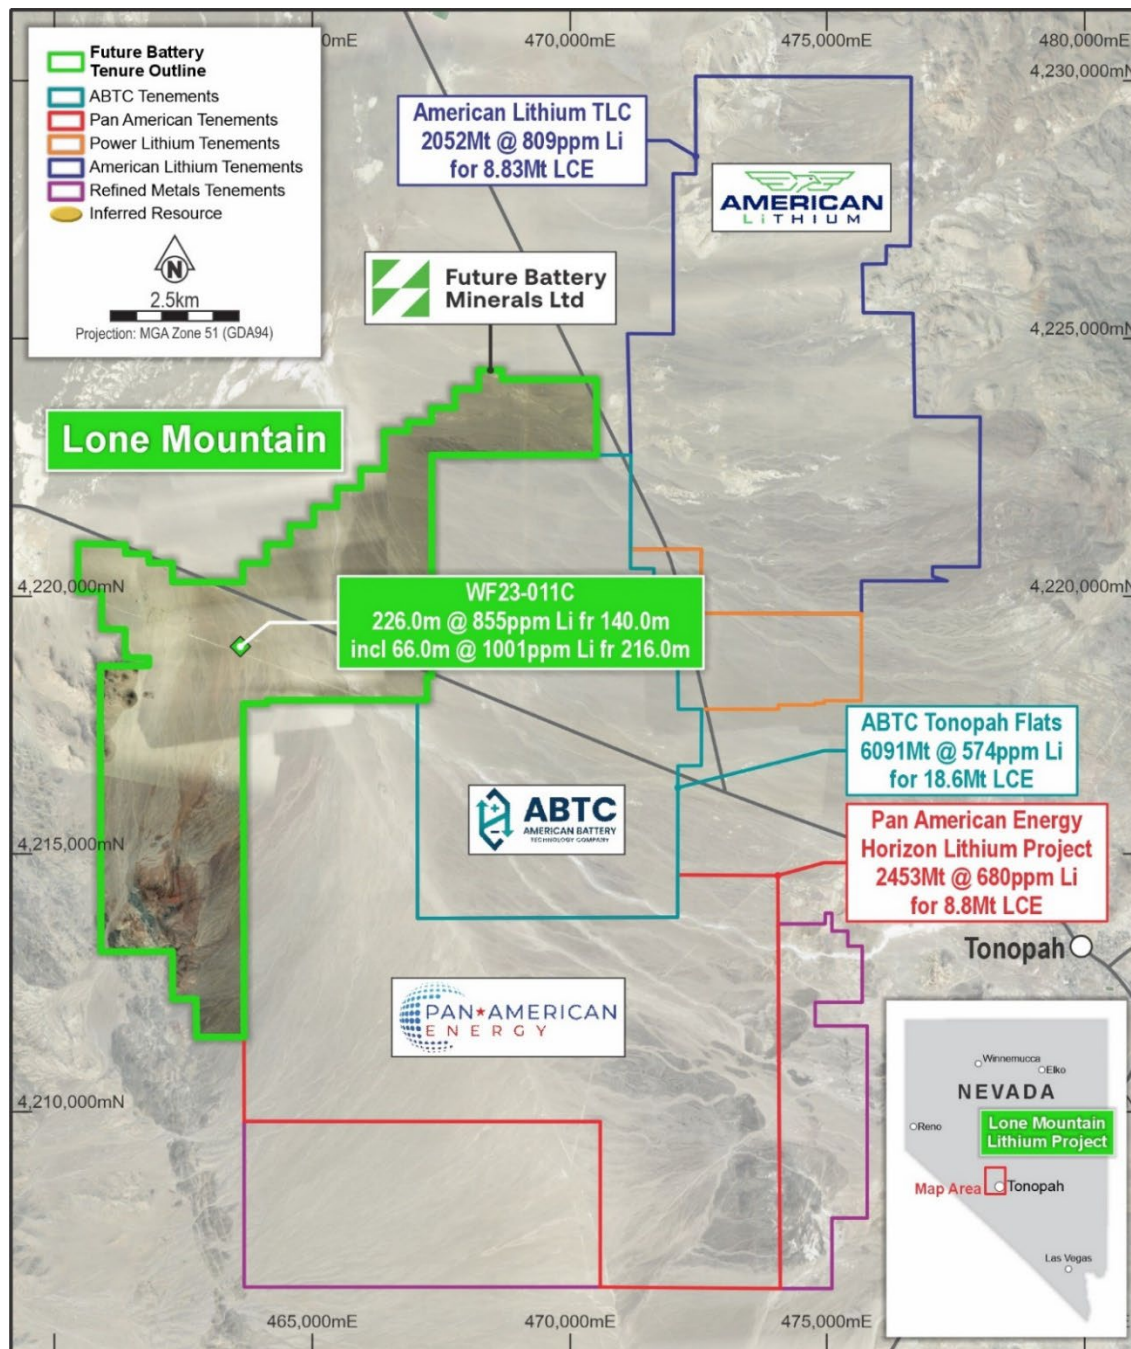 Future Battery
Tenure Outline
ABTC Tenements
Pan American Tenements
Power Lithium Tenements
American Lithium Tenements
Refined Metals Tenements
Inferred Resource
N
2.5km
Projection: MGA Zone 51 (GDA94)
0mE
470,000mE
475,000mE
480,000mE
4,230,000mN
American Lithium TLC
2052Mt @ 809ppm Li
for 8.83Mt LCE
AMERICAN
LiTHIUM
Future Battery
Minerals Ltd
4,225,000mN
Lone Mountain
4,220,000mN
4,220,000mN
WF23-011C
226.0m @ 855ppm Li fr 140.0m
incl 66.0m @ 1001ppm Li fr 216.0m
ABTC Tonopah Flats
6091Mt @ 574ppm Li
for 18.6Mt LCE
ABTC
AMERICAN BATTERY
TECHNOLOGY COMPANY
Pan American Energy
Horizon Lithium Project
2453Mt @ 680ppm Li
for 8.8Mt LCE
4,215,000mN
Tonopah
PAN★AMERICAN
ENERGY
4,210,000mN
Winnemucca
Elko
NEVADA
Reno
Lone Mountain
Lithium Project
Map Area
Tonopah
Las Vegas
465,000mE
470,000mE
475,000mE